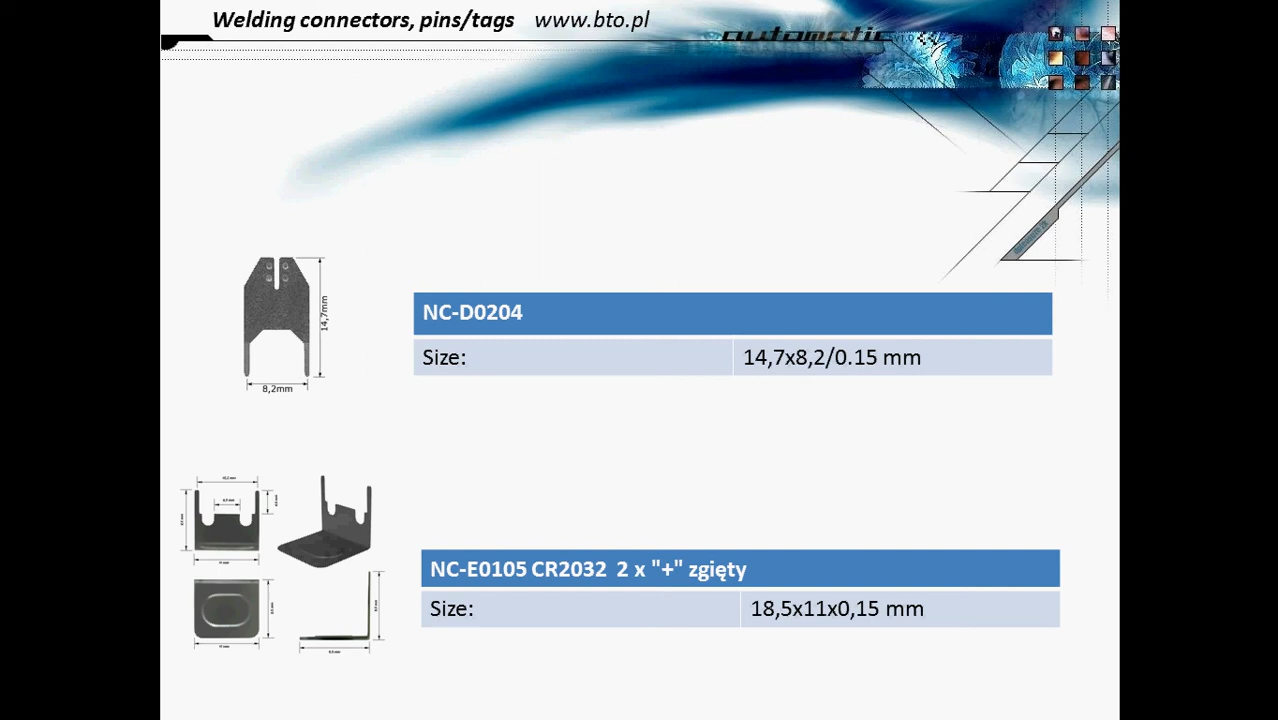 Welding connectors, pins/tags www.bto.pl
automatic
NC-D0204
14,7mm
Size: 14,7x8,2/0.15 mm
8,2mm
NC-E0105 CR2032 2 x "+" zgięty
Size: 18,5x11x0,15 mm